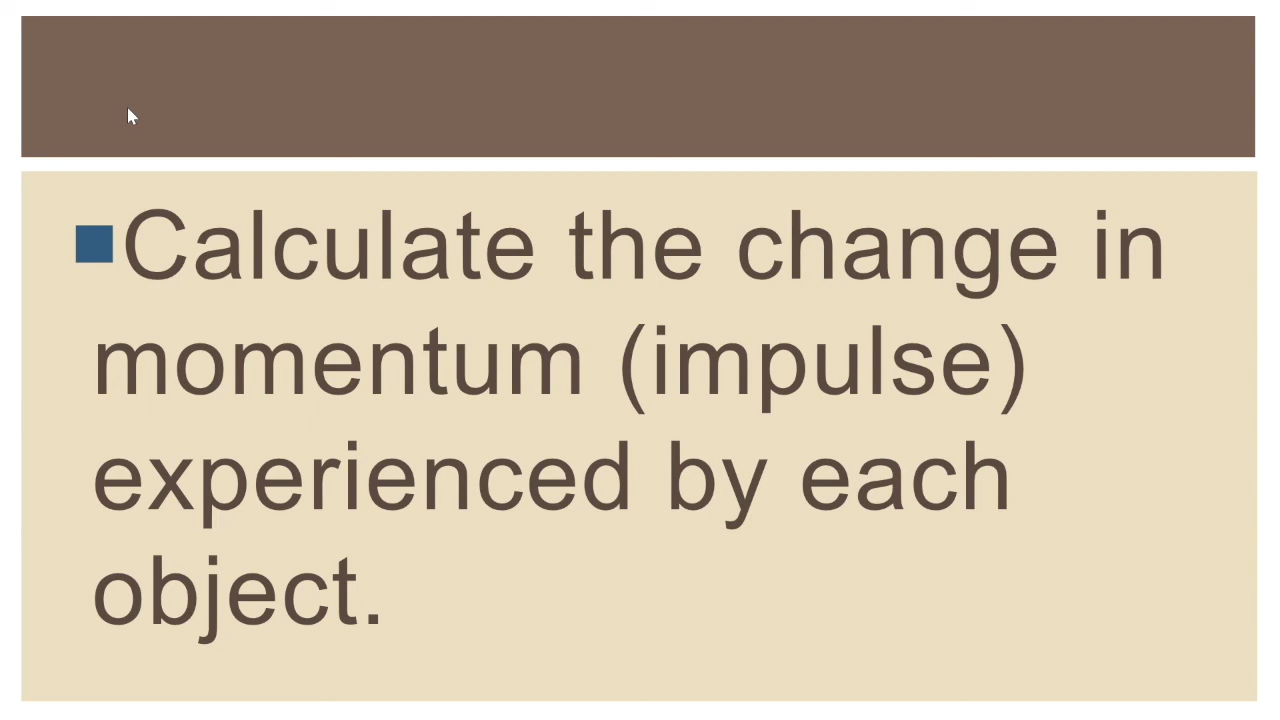 Calculate the change in
momentum (impulse)
experienced by each
object.